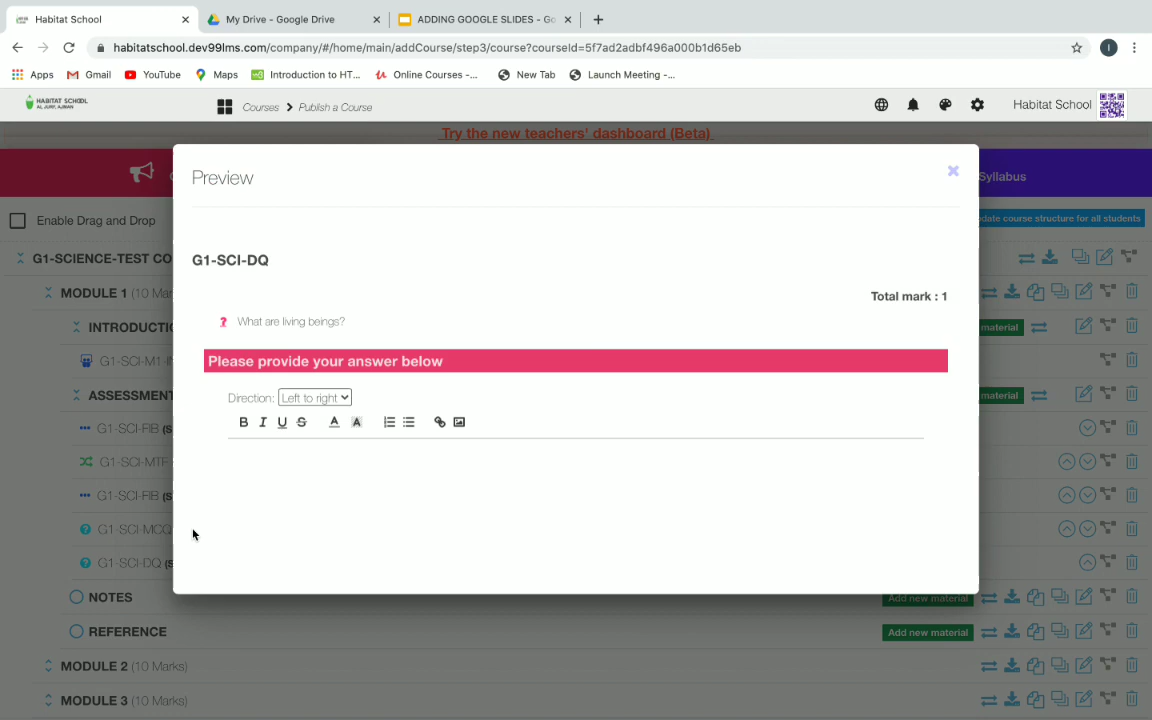 Habitat School
My Drive - Google Drive
ADDING GOOGLE SLIDES - Go
habitatschool.dev99lms.com/company/#/home/main/addCourse/step3/course?courseId=5f7ad2adbf496a000b1d65eb
I
Apps
Gmail
YouTube
Maps
Introduction to HT...
Online Courses -...
New Tab
Launch Meeting -...
HABITAT SCHOOL
AL JURF, AJMAN
Courses > Publish a Course
Habitat School
Try the new teachers' dashboard (Beta)
Syllabus
Enable Drag and Drop
date course structure for all students
Preview
G1-SCIENCE-TEST CO
G1-SCI-DQ
MODULE 1 (10 Mar
Total mark : 1
INTRODUCTI
What are living beings?
material
G1-SCI-M1-I
Please provide your answer below
ASSESSMENT
Direction: Left to right
material
B I U S A A
G1-SCI-FIB (S
G1-SCI-MTF
G1-SCI-FIB (S
G1-SCI-MCQ
G1-SCI-DQ (S
NOTES
Add new material
REFERENCE
Add new material
MODULE 2 (10 Marks)
MODULE 3 (10 Marks)